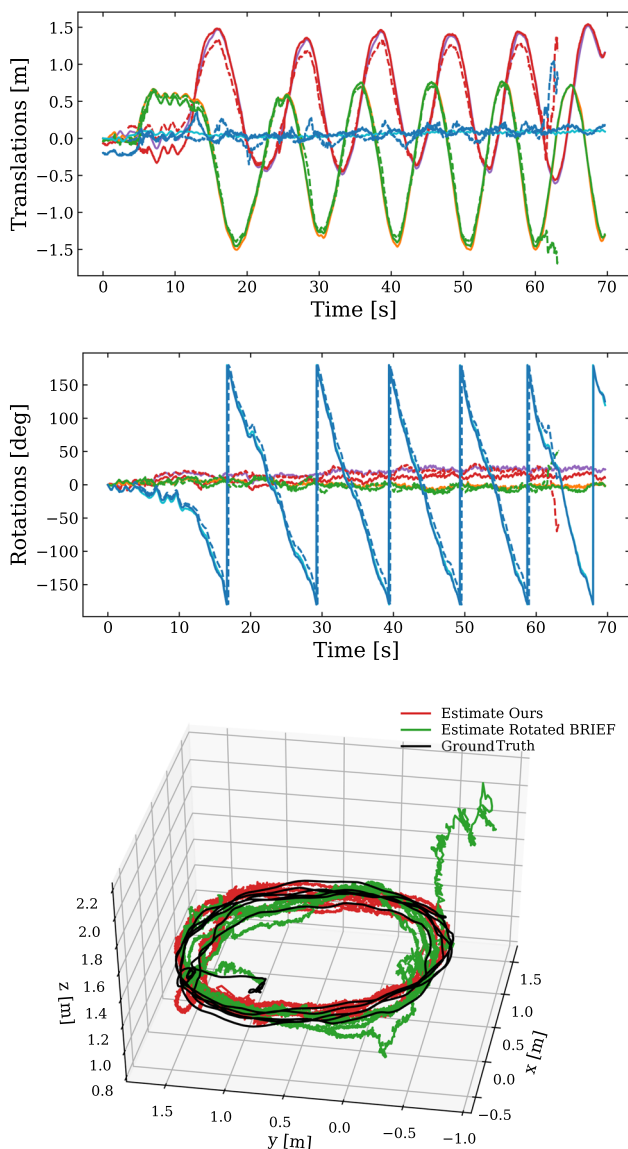 1.5
1.0
0.5
0.0
−0.5
−1.0
−1.5
Translations [m]
0 10 20 30 40 50 60 70
Time [s]
150
100
50
0
−50
−100
−150
Rotations [deg]
0 10 20 30 40 50 60 70
Time [s]
Estimate Ours
Estimate Rotated BRIEF
GroundTruth
2.2
2.0
1.8
1.6
1.4
1.2
1.0
0.8
z [m]
1.5 1.0 0.5 0.0 −0.5 −1.0
y [m]
1.5
1.0
0.5
0.0
−0.5
x [m]